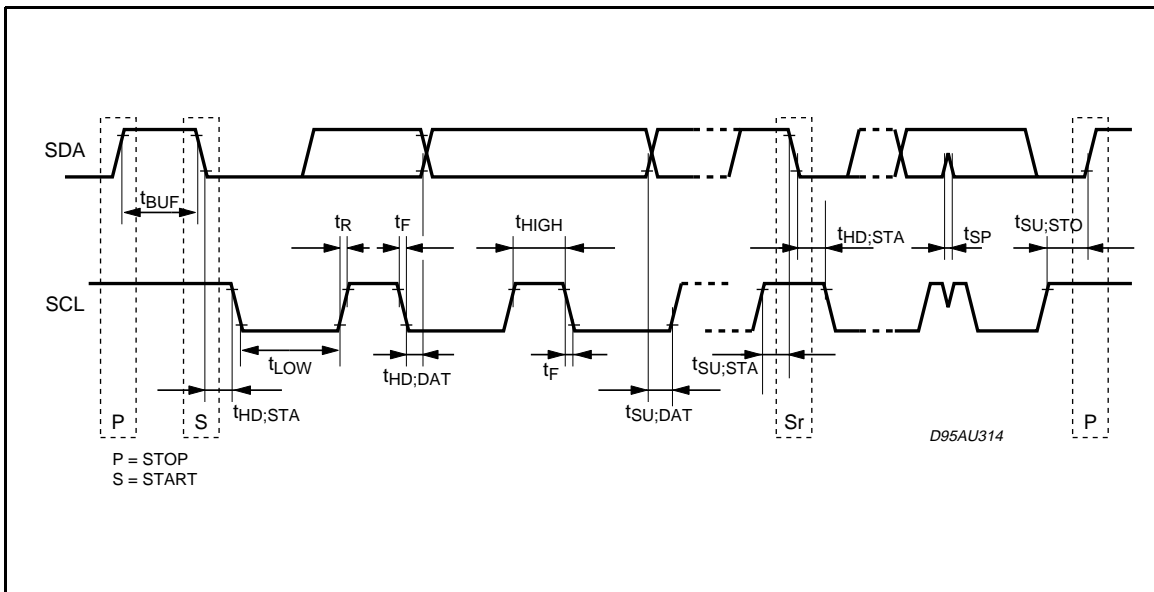 SDA
tBUF
tR
tF
tHIGH
tHD;STA
tSP
tSU;STO
SCL
tLOW
tHD;DAT
tF
tSU;STA
tHD;STA
tSU;DAT
P
S
Sr
P
D95AU314
P = STOP
S = START